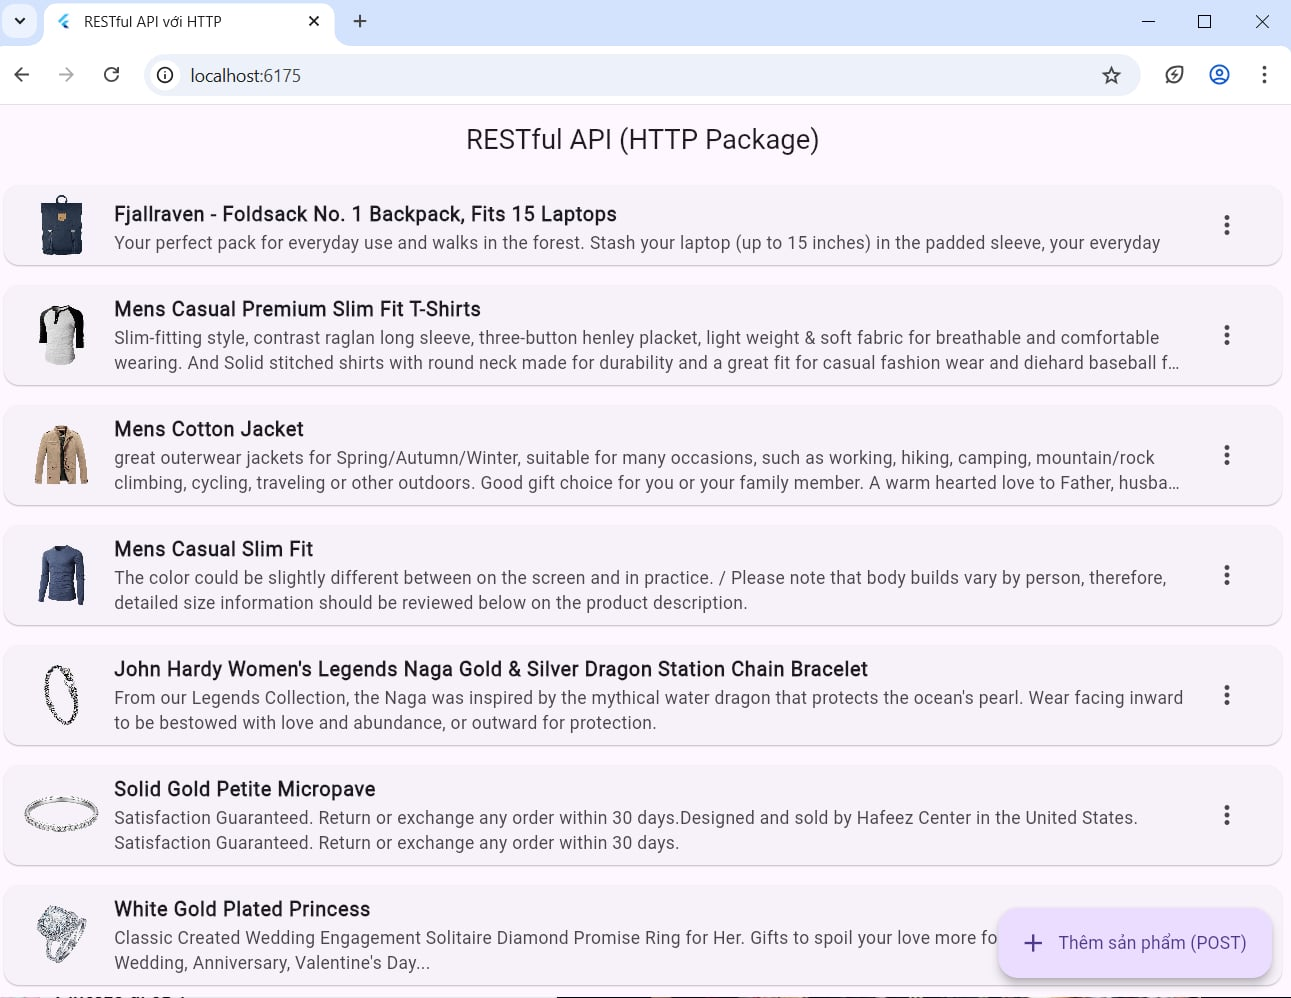 RESTful API với HTTP
localhost:6175
RESTful API (HTTP Package)
Fjallraven - Foldsack No. 1 Backpack, Fits 15 Laptops
Your perfect pack for everyday use and walks in the forest. Stash your laptop (up to 15 inches) in the padded sleeve, your everyday
Mens Casual Premium Slim Fit T-Shirts
Slim-fitting style, contrast raglan long sleeve, three-button henley placket, light weight & soft fabric for breathable and comfortable
wearing. And Solid stitched shirts with round neck made for durability and a great fit for casual fashion wear and diehard baseball f...
Mens Cotton Jacket
great outerwear jackets for Spring/Autumn/Winter, suitable for many occasions, such as working, hiking, camping, mountain/rock
climbing, cycling, traveling or other outdoors. Good gift choice for you or your family member. A warm hearted love to Father, husba...
Mens Casual Slim Fit
The color could be slightly different between on the screen and in practice. / Please note that body builds vary by person, therefore,
detailed size information should be reviewed below on the product description.
John Hardy Women's Legends Naga Gold & Silver Dragon Station Chain Bracelet
From our Legends Collection, the Naga was inspired by the mythical water dragon that protects the ocean's pearl. Wear facing inward
to be bestowed with love and abundance, or outward for protection.
Solid Gold Petite Micropave
Satisfaction Guaranteed. Return or exchange any order within 30 days.Designed and sold by Hafeez Center in the United States.
Satisfaction Guaranteed. Return or exchange any order within 30 days.
White Gold Plated Princess
Classic Created Wedding Engagement Solitaire Diamond Promise Ring for Her. Gifts to spoil your love more fo
Wedding, Anniversary, Valentine's Day...
Thêm sản phẩm (POST)